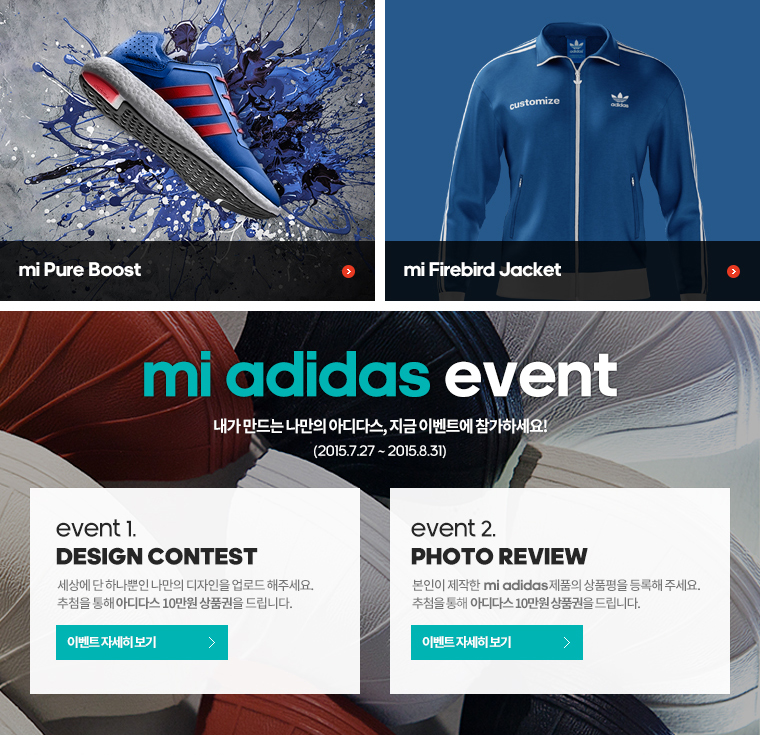 customize
adidas
mi Pure Boost
mi Firebird Jacket
mi adidas event
내가 만드는 나만의 아디다스, 지금 이벤트에 참가하세요!
(2015.7.27 ~ 2015.8.31)
event 1.
DESIGN CONTEST
세상에 단 하나뿐인 나만의 디자인을 업로드 해주세요.
추첨을 통해 아디다스 10만원 상품권을 드립니다.
이벤트 자세히 보기
event 2.
PHOTO REVIEW
본인이 제작한 mi adidas제품의 상품평을 등록해 주세요.
추첨을 통해 아디다스 10만원 상품권을 드립니다.
이벤트 자세히 보기